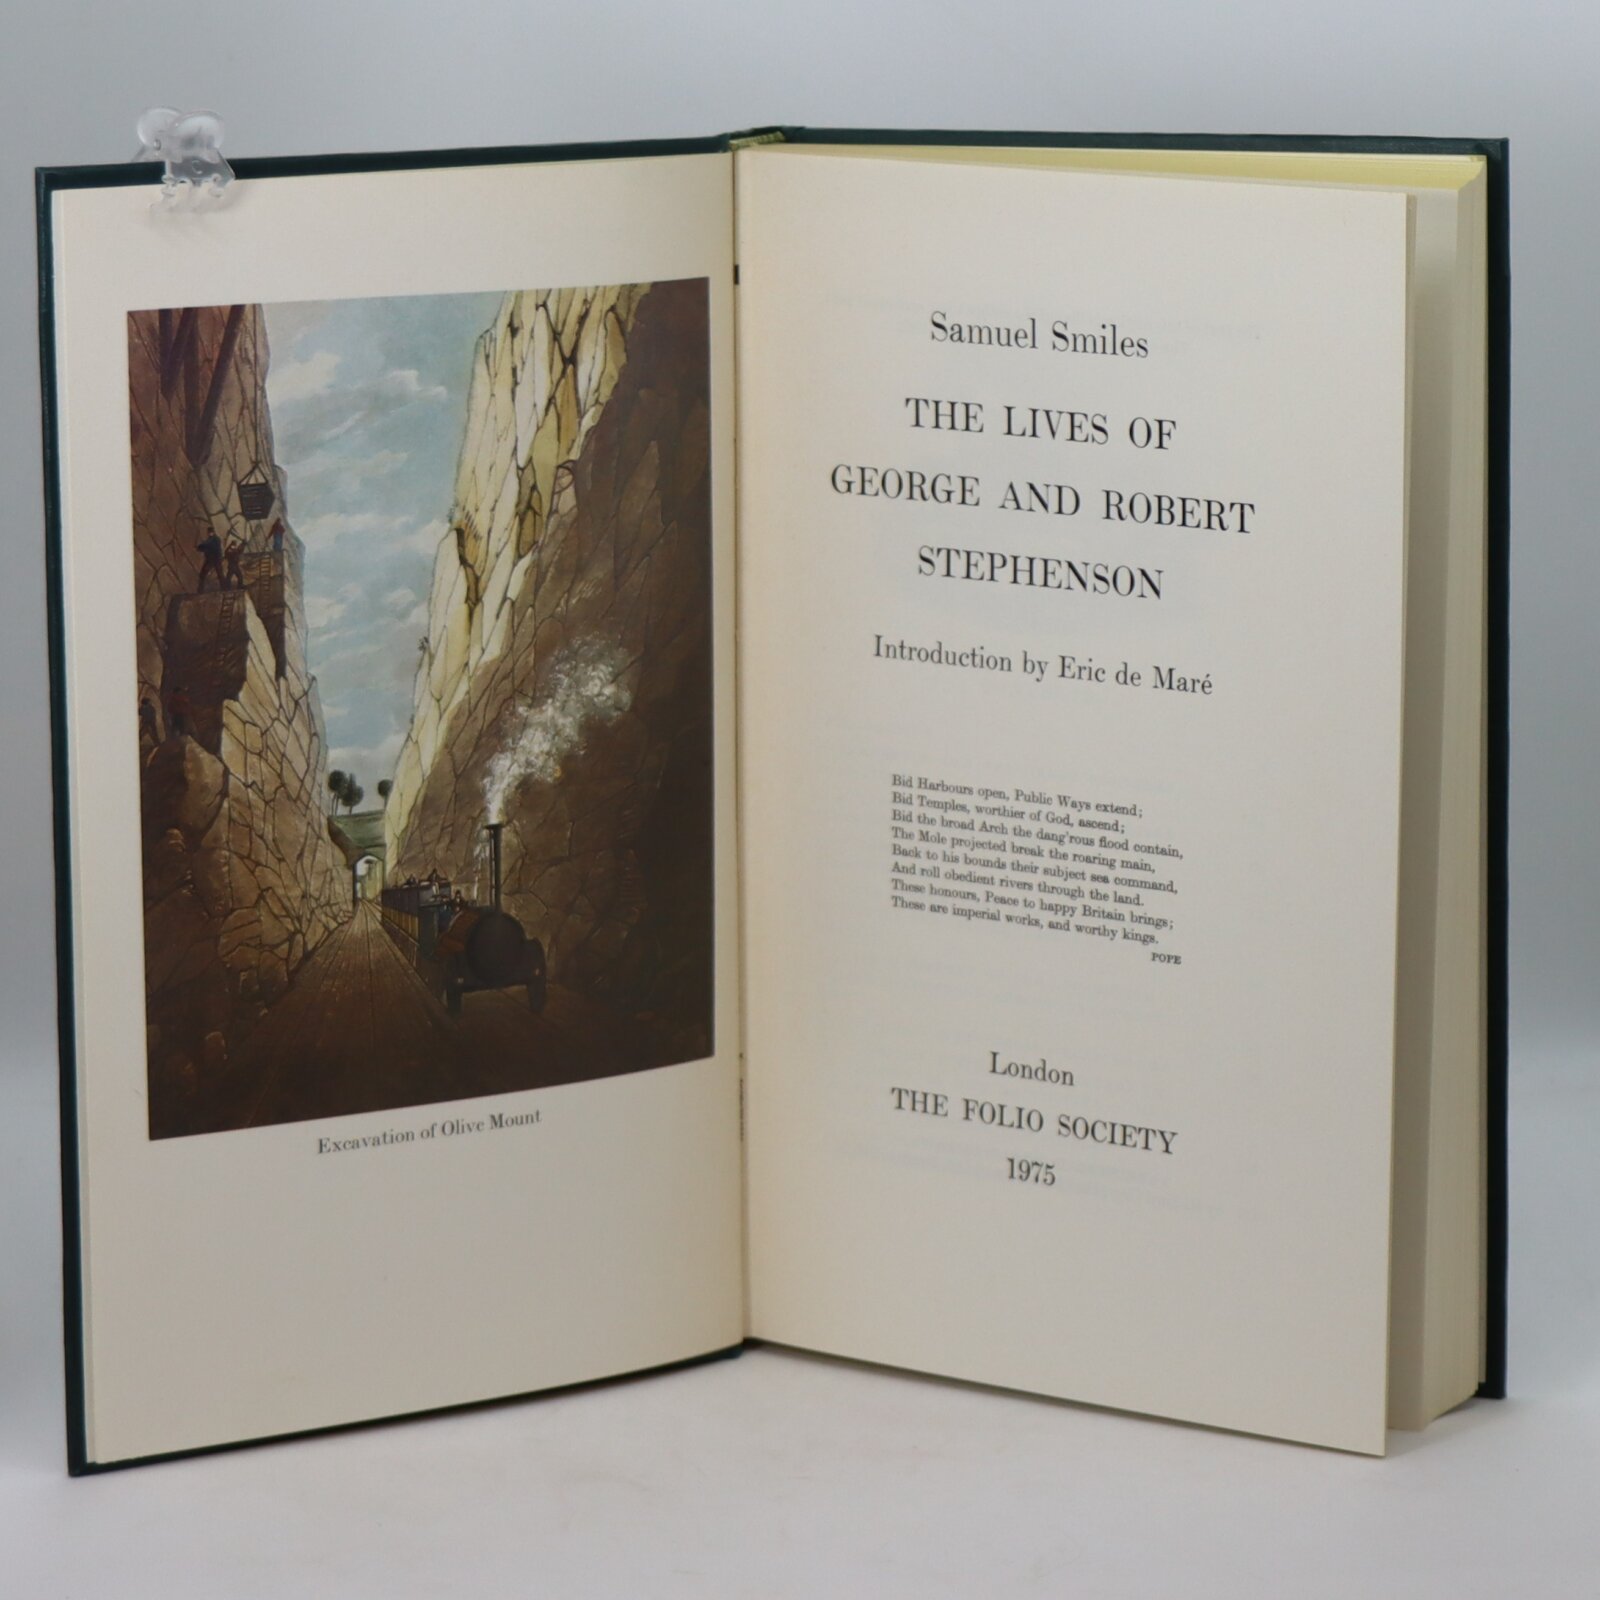 Excavation of Olive Mount
Samuel Smiles
THE LIVES OF
GEORGE AND ROBERT
STEPHENSON
Introduction by Eric de Maré
Bid Harbours open, Public Ways extend;
Bid Temples, worthier of God, ascend;
Bid the broad Arch the dang'rous flood contain,
The Mole projected break the roaring main,
Back to his bounds their subject sea command,
And roll obedient rivers through the land.
These honours, Peace to happy Britain brings;
These are imperial works, and worthy kings.
POPE
London
THE FOLIO SOCIETY
1975